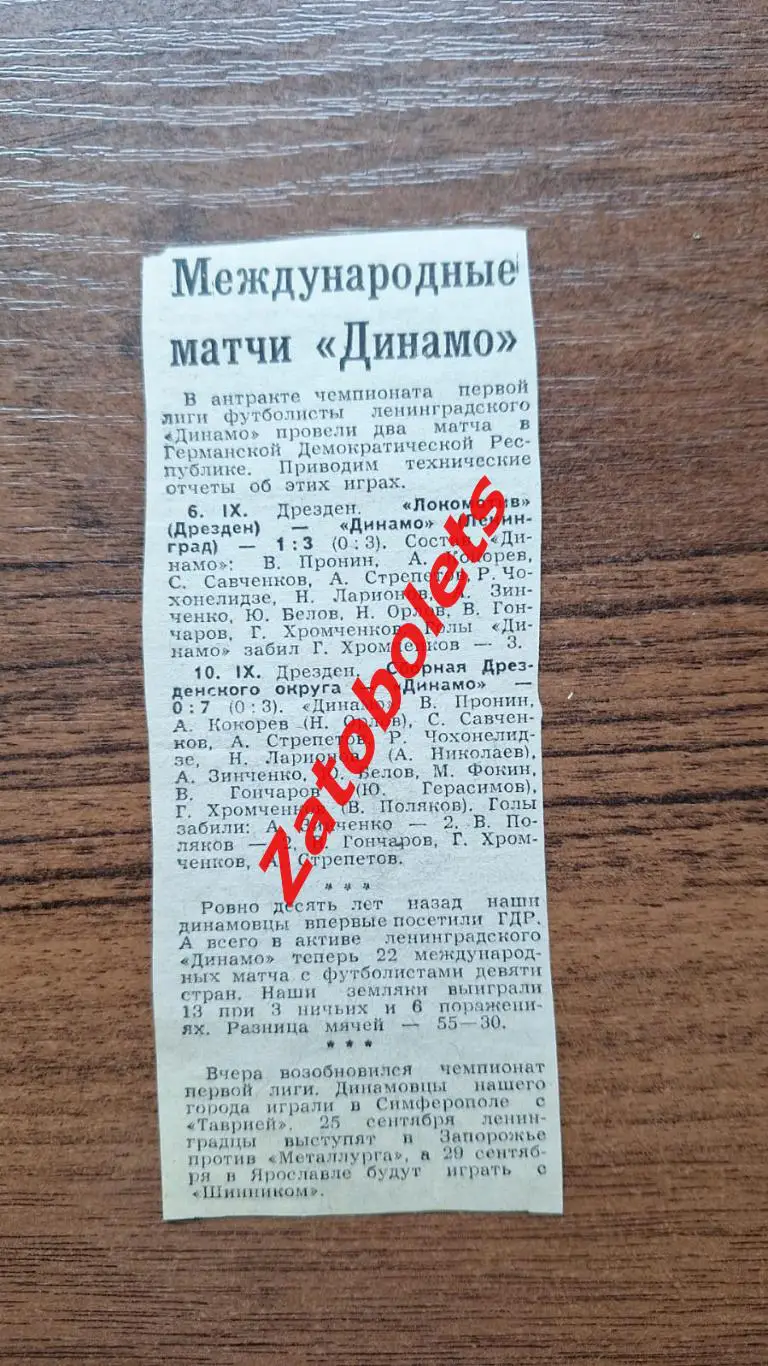 Международные
матчи «Динамо»
В антракте чемпионата первой
лиги футболисты ленинградского
«Динамо» провели два матча в
Германской Демократической Рес-
публике. Приводим технические
отчеты об этих играх.
6. IX. Дрезден. «Локомотив»
(Дрезден) — «Динамо» Ленин-
град) — 1:3 (0:3). Состав «Ди-
намо»: В. Пронин, А. Кокорев,
С. Савченков, А. Стрепетов, Р. Чо-
хонелидзе, Н. Ларионов, А. Зин-
ченко, Ю. Белов, Н. Орлов, В. Гон-
чаров, Г. Хромченков. Голы «Ди-
намо» забил Г. Хромченков — 3.
10. IX. Дрезден. Сборная Дрез-
денского округа — «Динамо» —
0:7 (0:3). «Динамо»: В. Пронин,
А. Кокорев (Н. Орлов), С. Савчен-
ков, А. Стрепетов, Р. Чохонелид-
зе, Н. Ларионов (А. Николаев),
А. Зинченко, Ю. Белов, М. Фокин,
В. Гончаров (Ю. Герасимов),
Г. Хромченков (В. Поляков). Голы
забили: А. Зинченко — 2, В. По-
ляков — 2, В. Гончаров, Г. Хром-
ченков, А. Стрепетов.
* * *
Ровно десять лет назад наши
динамовцы впервые посетили ГДР.
А всего в активе ленинградского
«Динамо» теперь 22 международ-
ных матча с футболистами девяти
стран. Наши земляки выиграли
13 при 3 ничьих и 6 поражени-
ях. Разница мячей — 55—30.
* * *
Вчера возобновился чемпионат
первой лиги. Динамовцы нашего
города играли в Симферополе с
«Таврией». 25 сентября ленин-
градцы выступят в Запорожье
против «Металлурга», а 29 сентяб-
ря в Ярославле будут играть с
«Шинником».
Zatobolets